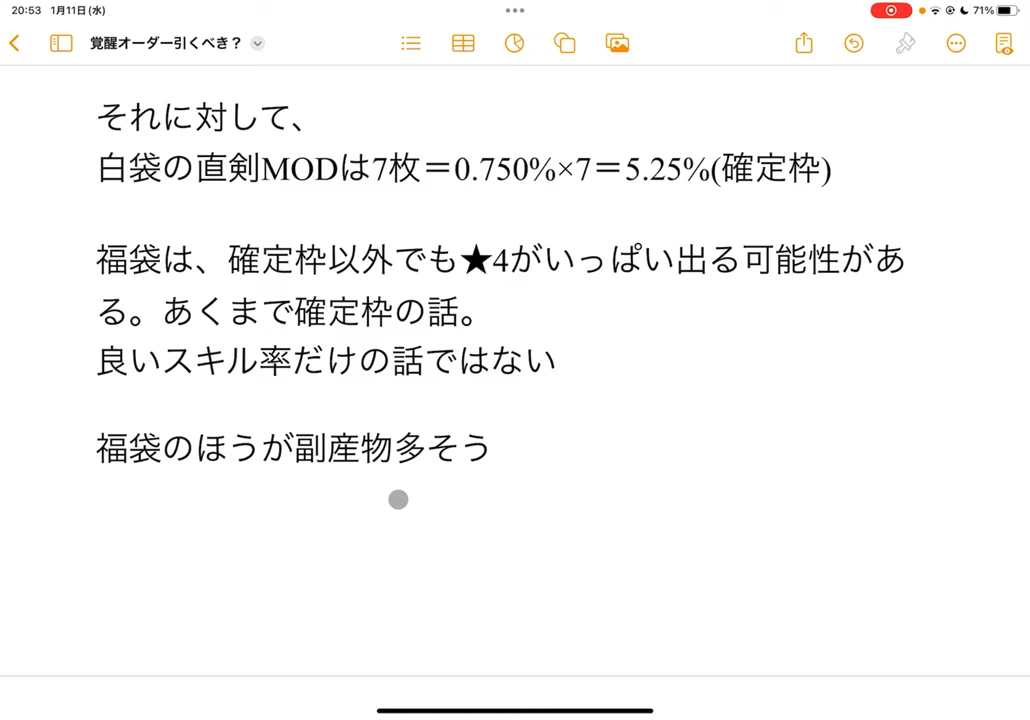 20:53 1月11日(水) 71%
覚醒オーダー引くべき？
それに対して、
白袋の直剣MODは7枚＝0.750%×7＝5.25%(確定枠)
福袋は、確定枠以外でも★4がいっぱい出る可能性があ
る。あくまで確定枠の話。
良いスキル率だけの話ではない
福袋のほうが副産物多そう